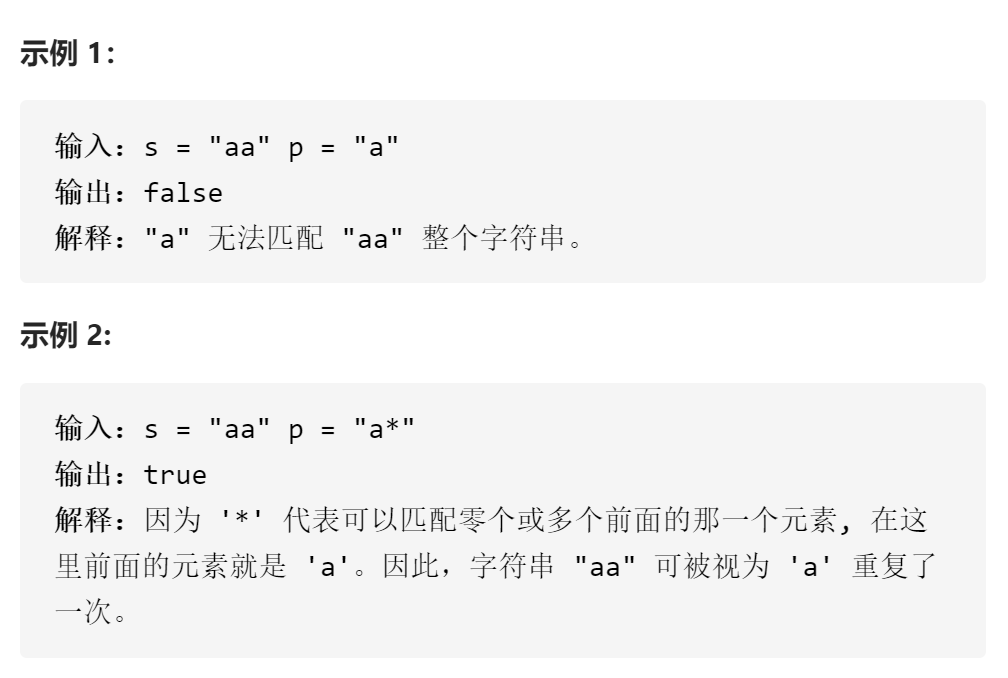 示例 1:
输入：s = "aa" p = "a"
输出：false
解释："a" 无法匹配 "aa" 整个字符串。
示例 2:
输入：s = "aa" p = "a*"
输出：true
解释：因为 '*' 代表可以匹配零个或多个前面的那一个元素, 在这
里前面的元素就是 'a'。因此，字符串 "aa" 可被视为 'a' 重复了
一次。